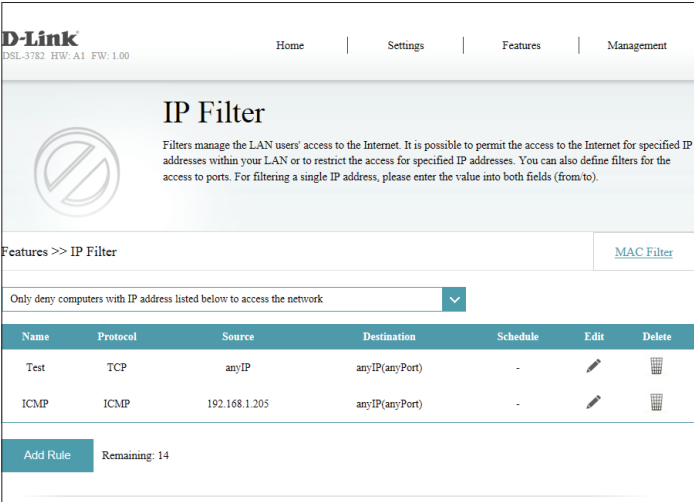 D-Link
DSL-3782 HW: A1 FW: 1.00
Home
Settings
Features
Management
IP Filter
Filters manage the LAN users' access to the Internet. It is possible to permit the access to the Internet for specified IP
addresses within your LAN or to restrict the access for specified IP addresses. You can also define filters for the
access to ports. For filtering a single IP address, please enter the value into both fields (from/to).
Features >> IP Filter
MAC Filter
Only deny computers with IP address listed below to access the network
Name Protocol Source Destination Schedule Edit Delete
Test TCP anyIP anyIP(anyPort) -
ICMP ICMP 192.168.1.205 anyIP(anyPort) -
Add Rule Remaining: 14